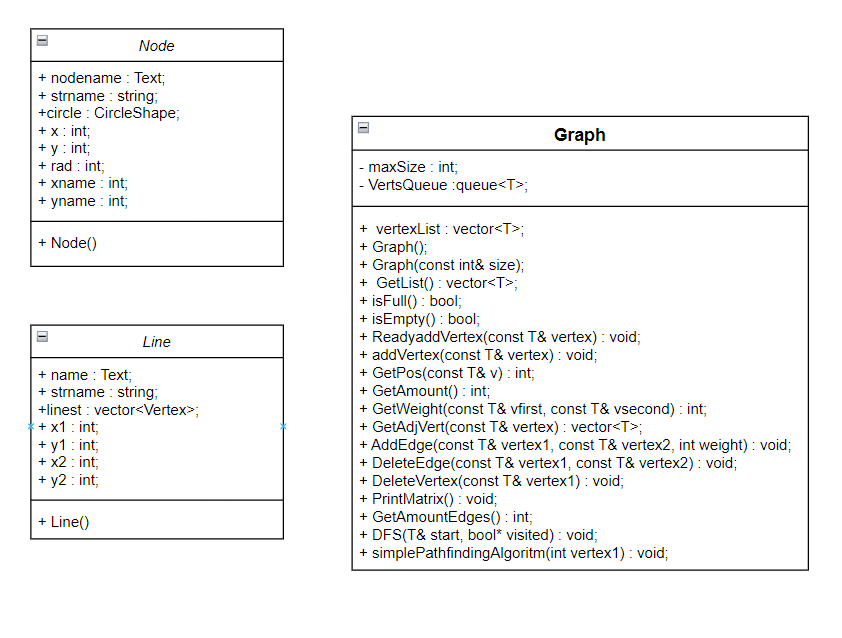 Node
+ nodename : Text;
+ strname : string;
+circle : CircleShape;
+ x : int;
+ y : int;
+ rad : int;
+ xname : int;
+ yname : int;
+ Node()
Line
+ name : Text;
+ strname : string;
+linest : vector<Vertex>;
+ x1 : int;
+ y1 : int;
+ x2 : int;
+ y2 : int;
+ Line()
Graph
- maxSize : int;
- VertsQueue :queue<T>;
+  vertexList : vector<T>;
+ Graph();
+ Graph(const int& size);
+  GetList() : vector<T>;
+ isFull() : bool;
+ isEmpty() : bool;
+ ReadyaddVertex(const T& vertex) : void;
+ addVertex(const T& vertex) : void;
+ GetPos(const T& v) : int;
+ GetAmount() : int;
+ GetWeight(const T& vfirst, const T& vsecond) : int;
+ GetAdjVert(const T& vertex) : vector<T>;
+ AddEdge(const T& vertex1, const T& vertex2, int weight) : void;
+ DeleteEdge(const T& vertex1, const T& vertex2) : void;
+ DeleteVertex(const T& vertex1) : void;
+ PrintMatrix() : void;
+ GetAmountEdges() : int;
+ DFS(T& start, bool* visited) : void;
+ simplePathfindingAlgoritm(int vertex1) : void;